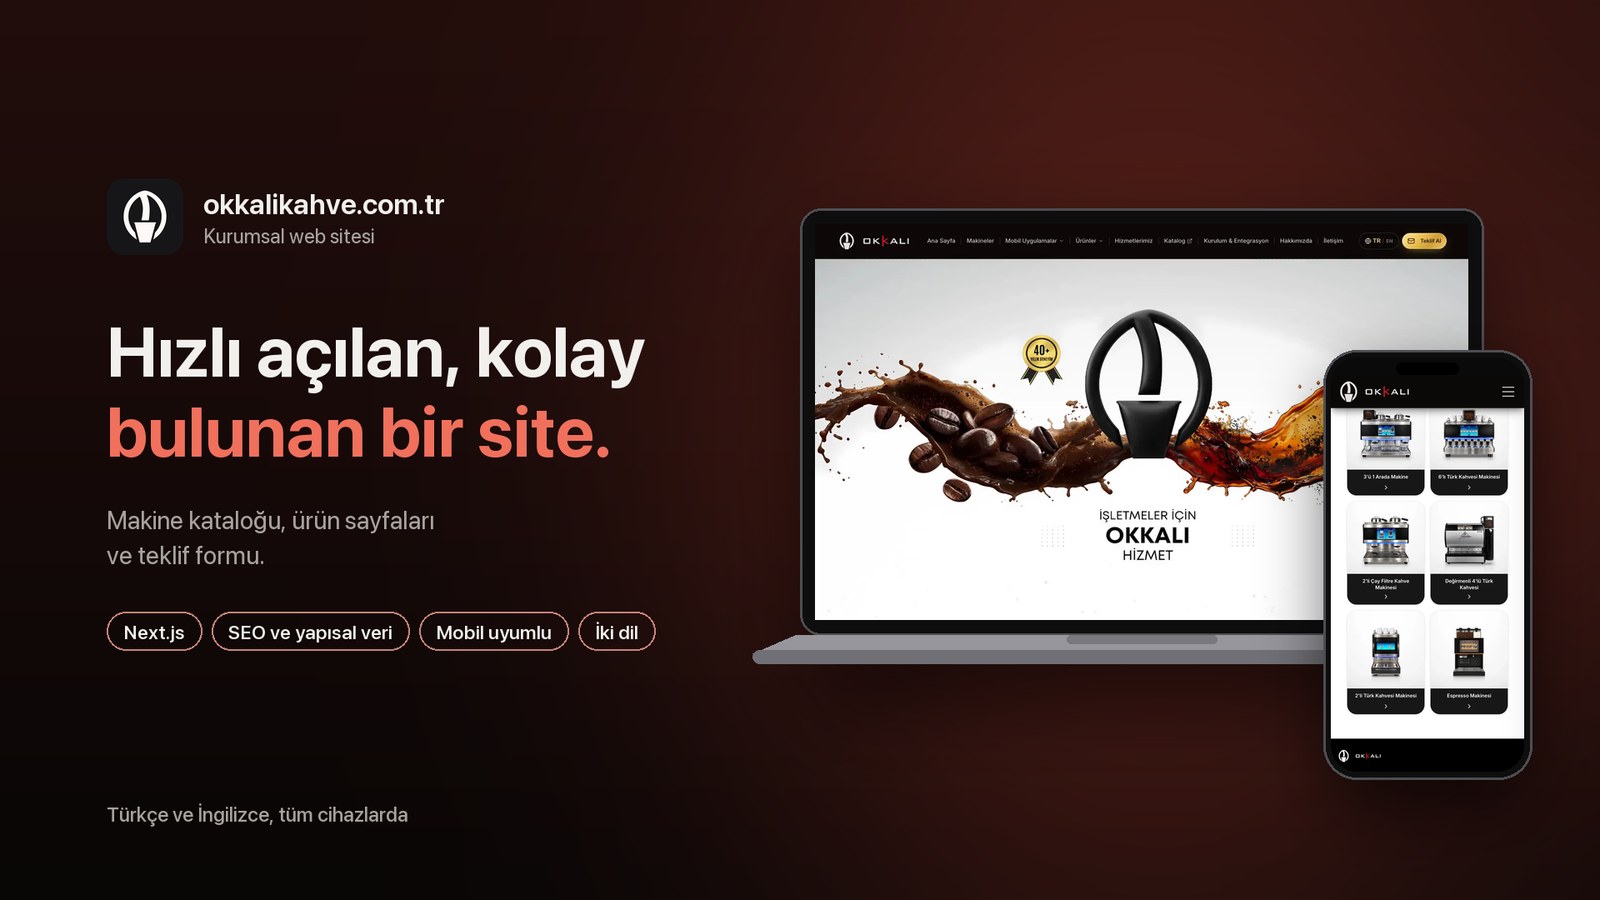 okkalikahve.com.tr
Kurumsal web sitesi
Hızlı açılan, kolay
bulunan bir site.
Makine kataloğu, ürün sayfaları
ve teklif formu.
Next.js
SEO ve yapısal veri
Mobil uyumlu
İki dil
Türkçe ve İngilizce, tüm cihazlarda
OKKALI
Ana Sayfa
Makineler
Mobil Uygulamalar
Ürünler
Hizmetlerimiz
Katalog
Kurulum & Entegrasyon
Hakkımızda
İletişim
TR
EN
Teklif Al
40+
İŞLETMELER İÇİN
OKKALI
HİZMET
OKKALI
3'ü 1 Arada Makine
6'lı Türk Kahvesi Makinesi
2'li Çay Filtre Kahve
Makinesi
Değirmenli 4'lü Türk
Kahvesi
2'li Türk Kahvesi Makinesi
Espresso Makinesi
OKKALI